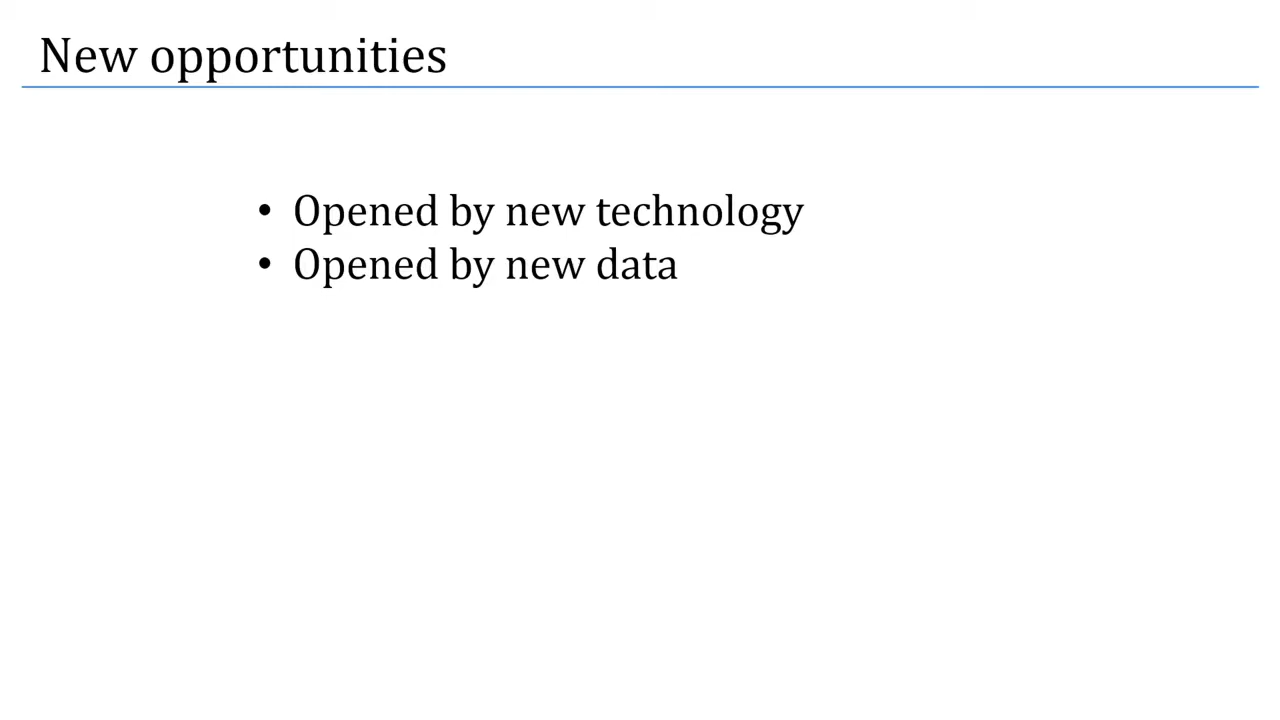 New opportunities
• Opened by new technology
• Opened by new data